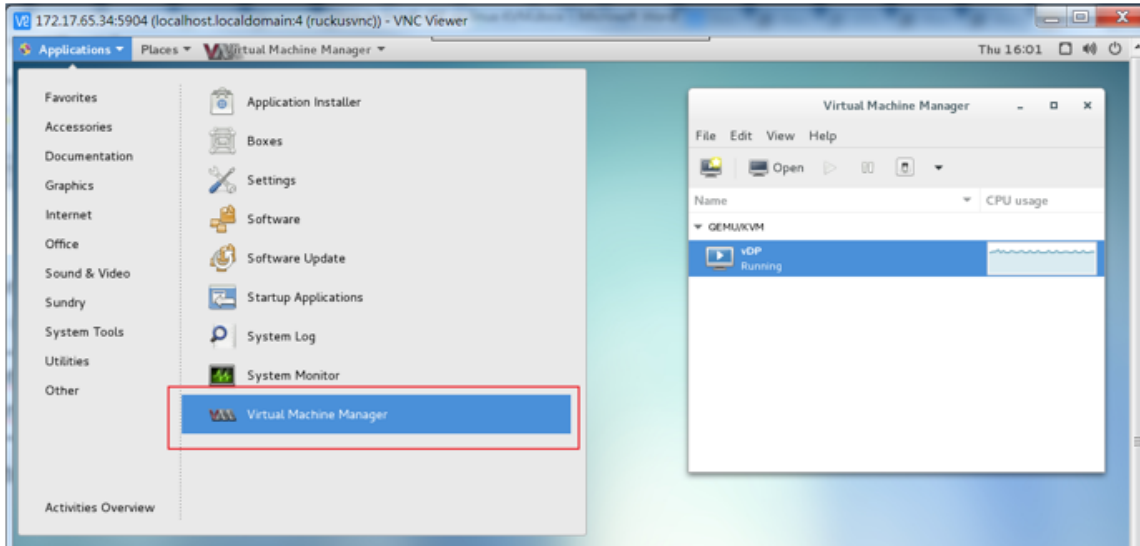 172.17.65.34:5904 (localhost.localdomain:4 (ruckusvnc)) - VNC Viewer
Applications Places Virtual Machine Manager Thu 16:01
Favorites
Accessories
Documentation
Graphics
Internet
Office
Sound & Video
Sundry
System Tools
Utilities
Other
Activities Overview
Application Installer
Boxes
Settings
Software
Software Update
Startup Applications
System Log
System Monitor
Virtual Machine Manager
Virtual Machine Manager
File Edit View Help
Open
Name CPU usage
QEMU/KVM
vDP
Running